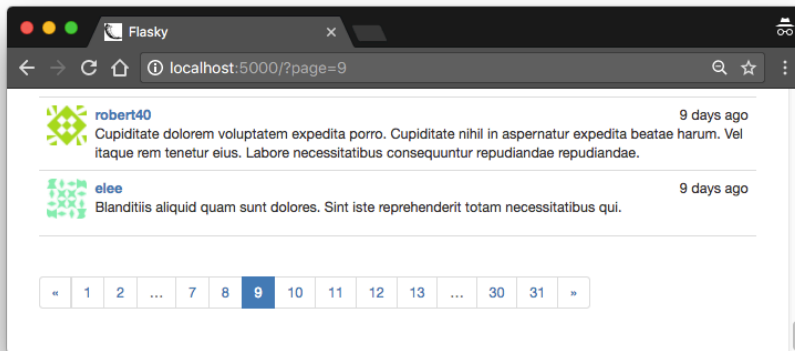 Flasky
localhost:5000/?page=9
robert40 9 days ago
Cupiditate dolorem voluptatem expedita porro. Cupiditate nihil in aspernatur expedita beatae harum. Vel
itaque rem tenetur eius. Labore necessitatibus consequuntur repudiandae repudiandae.
elee 9 days ago
Blanditiis aliquid quam sunt dolores. Sint iste reprehenderit totam necessitatibus qui.
« 1 2 … 7 8 9 10 11 12 13 … 30 31 »